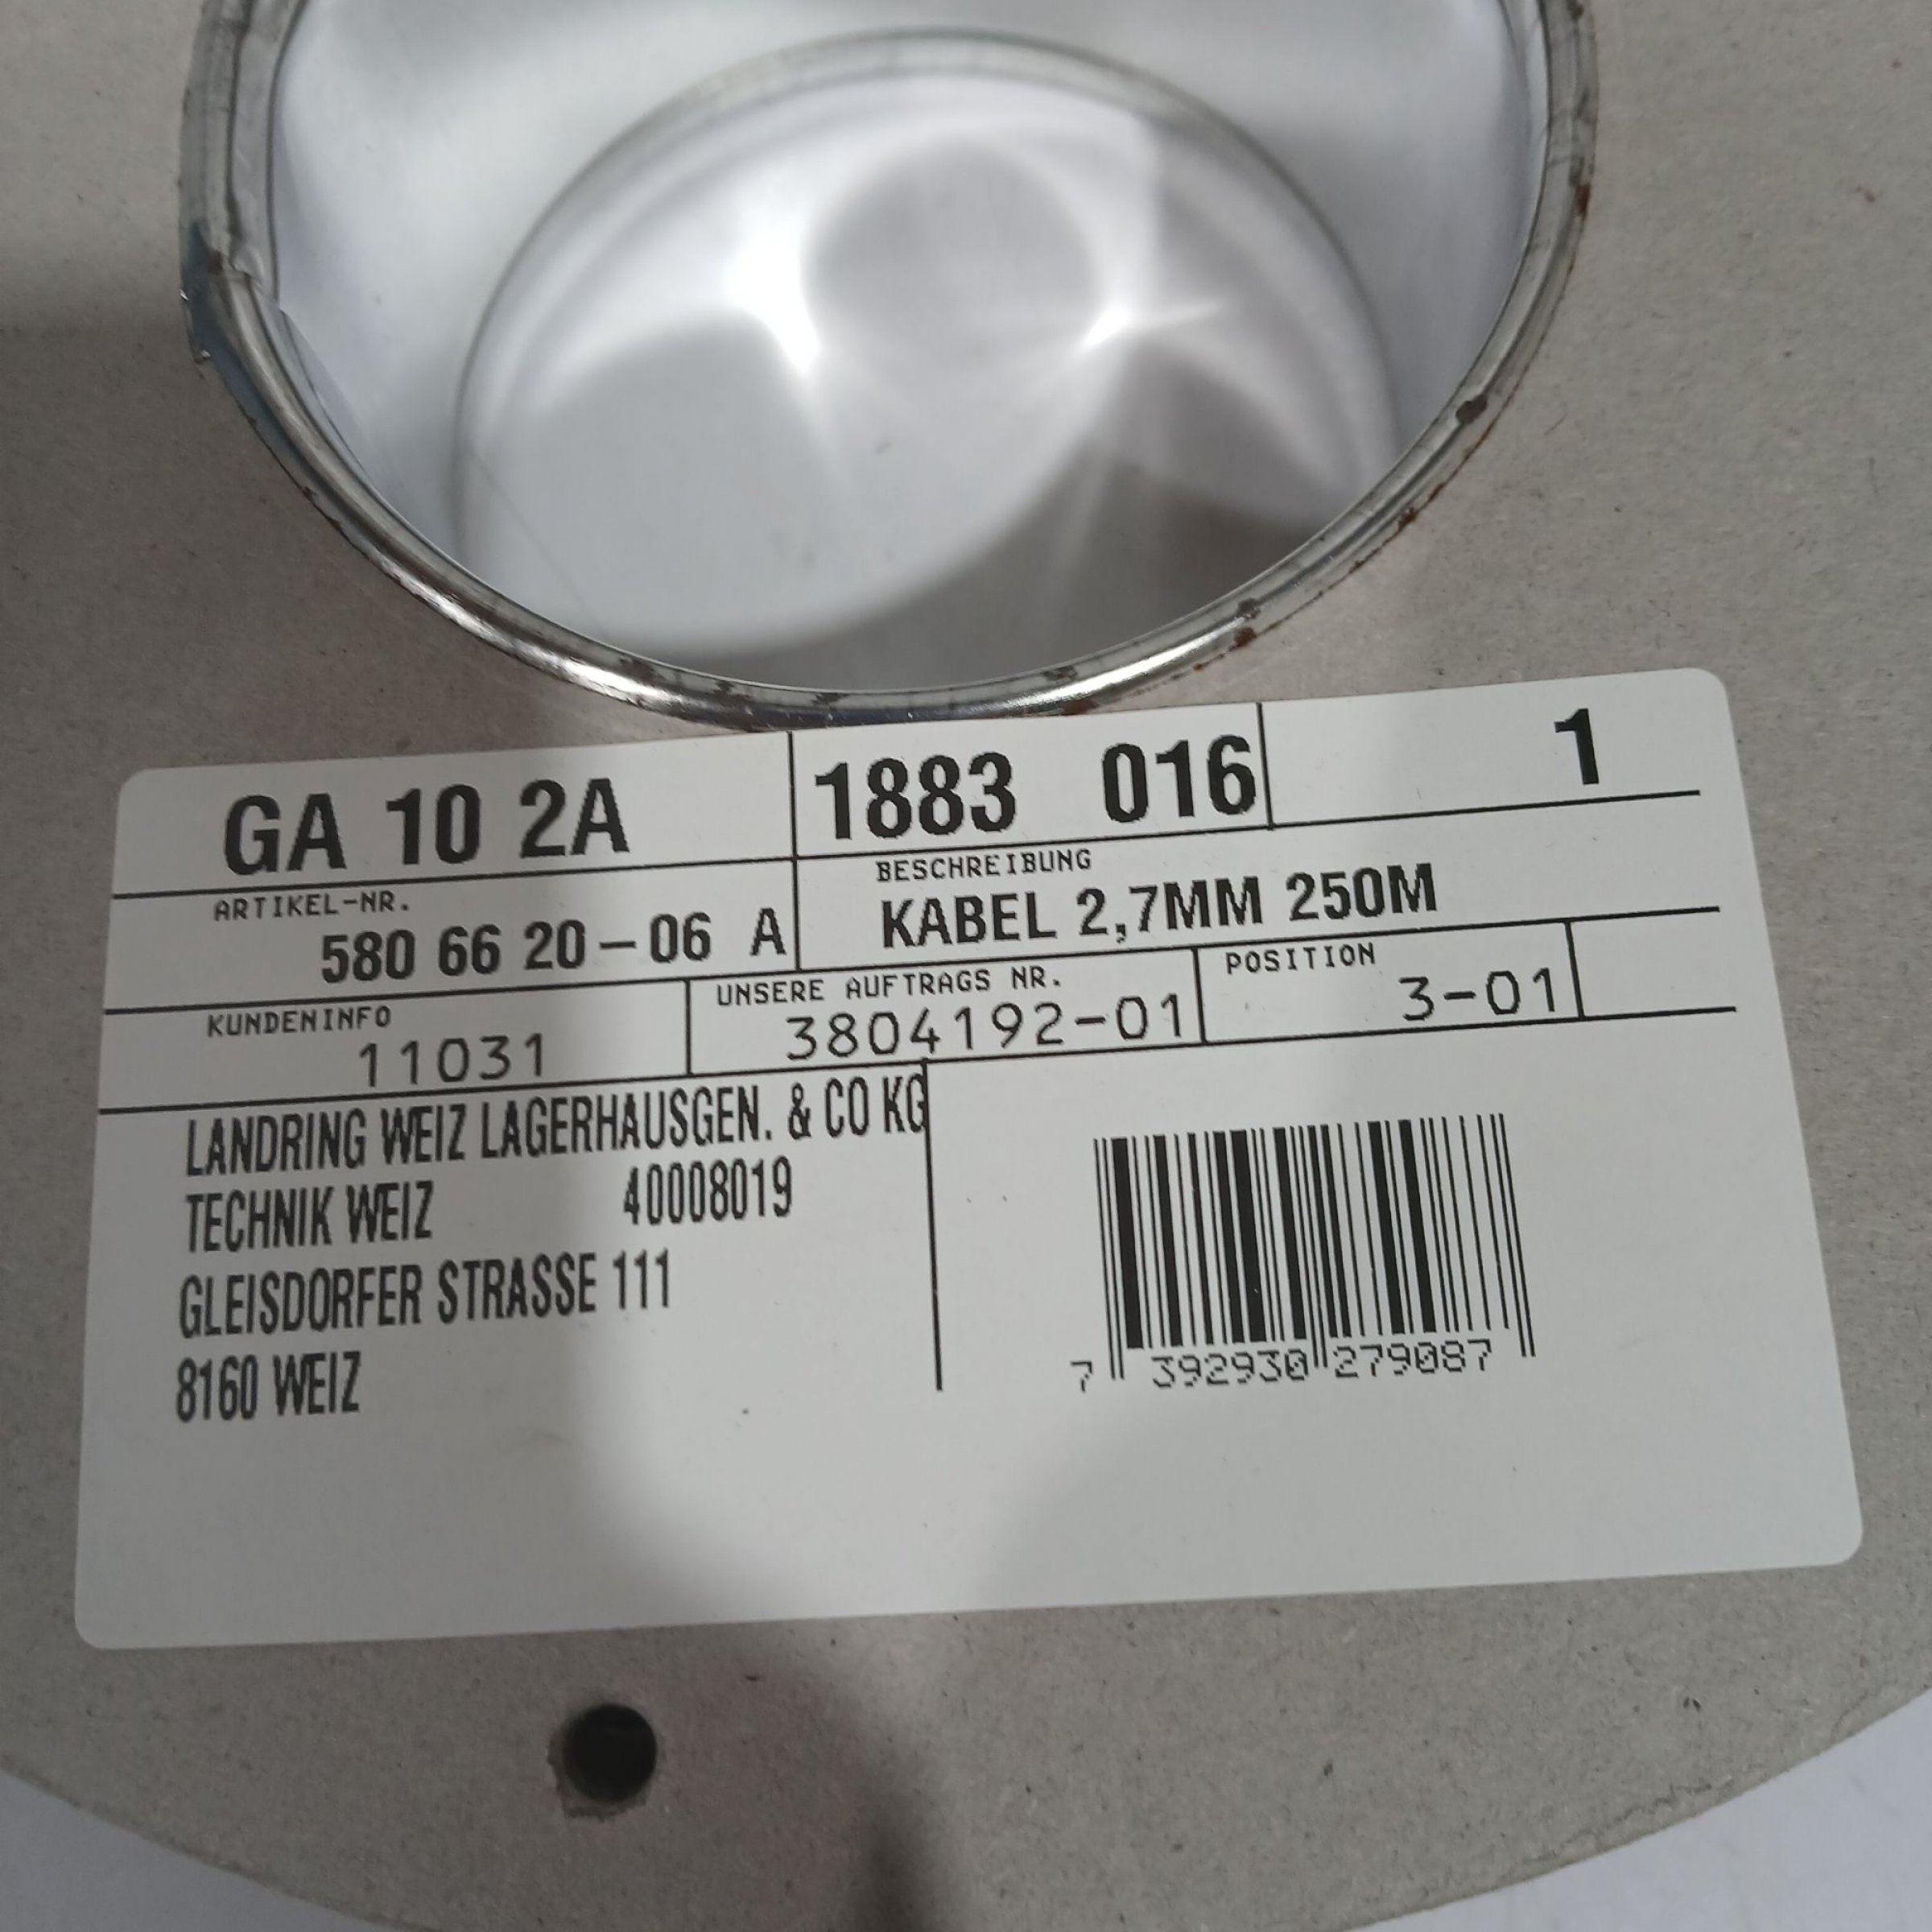 GA 10 2A 1883 016 1
ARTIKEL-NR. BESCHREIBUNG
580 66 20-06 A KABEL 2,7MM 250M
KUNDENINFO UNSERE AUFTRAGS NR. POSITION
11031 3804192-01 3-01
LANDRING WEIZ LAGERHAUSGEN. & CO KG
TECHNIK WEIZ 40008019
GLEISDORFER STRASSE 111
8160 WEIZ
7 392930 279087